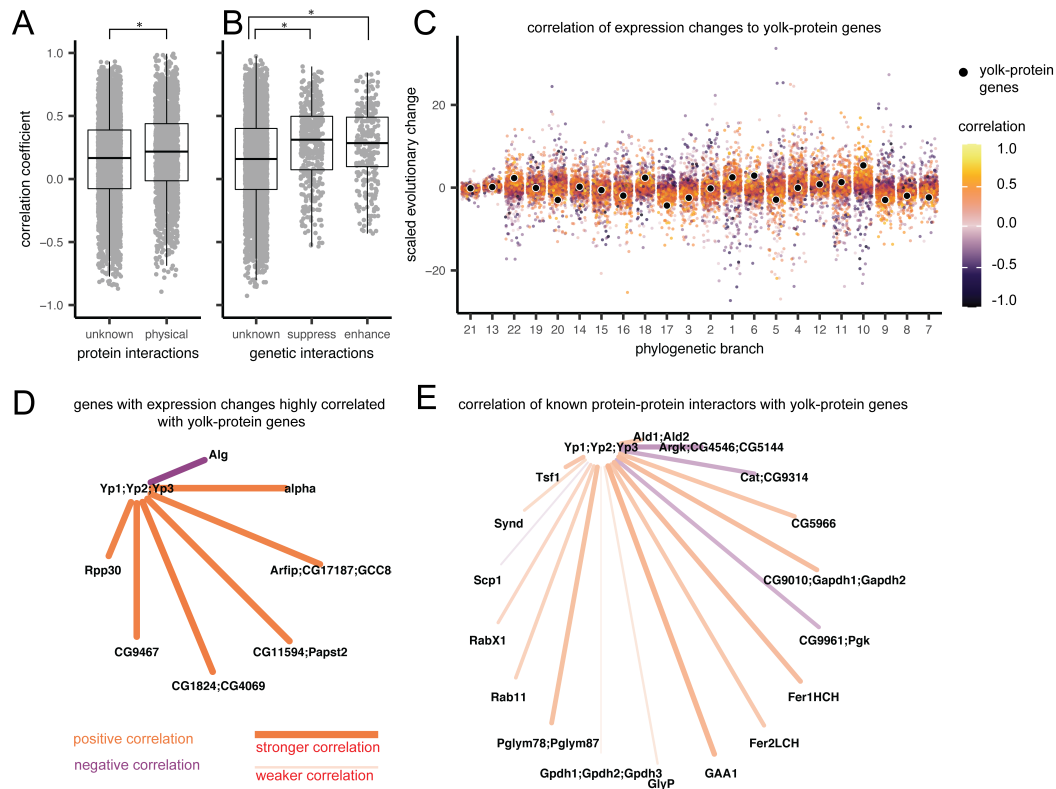 A
B
C
correlation of expression changes to yolk-protein genes
*
*
*
correlation coefficient
1.0
0.5
0.0
−0.5
−1.0
unknown physical
protein interactions
unknown suppress enhance
genetic interactions
scaled evolutionary change
20
0
−20
21 13 22 19 20 14 15 16 18 17 3 2 1 6 5 4 12 11 10 9 8 7
phylogenetic branch
yolk-protein
genes
correlation
1.0
0.5
0.0
-0.5
-1.0
D
genes with expression changes highly correlated
with yolk-protein genes
Alg
Yp1;Yp2;Yp3
alpha
Rpp30
Arfip;CG17187;GCC8
CG9467
CG11594;Papst2
CG1824;CG4069
positive correlation
negative correlation
stronger correlation
weaker correlation
E
correlation of known protein-protein interactors with yolk-protein genes
Ald1;Ald2
Yp1;Yp2;Yp3
Argk;CG4546;CG5144
Tsf1
Cat;CG9314
Synd
CG5966
Scp1
CG9010;Gapdh1;Gapdh2
RabX1
CG9961;Pgk
Rab11
Fer1HCH
Pglym78;Pglym87
Fer2LCH
Gpdh1;Gpdh2;Gpdh3
GlyP
GAA1